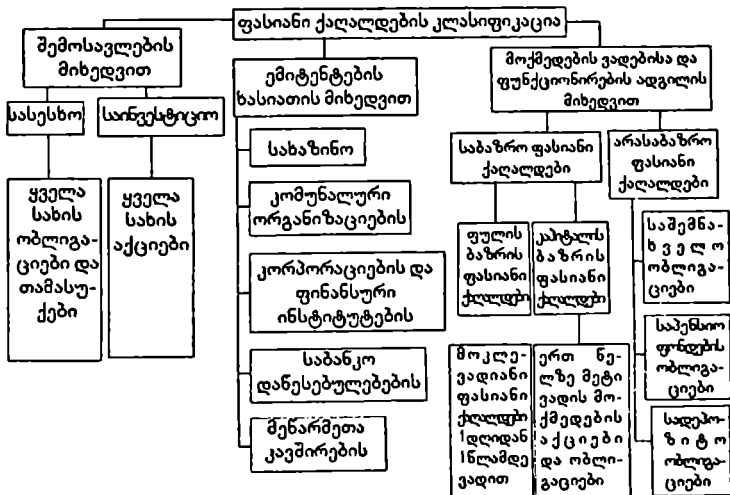 ფასიანი ქაღალდების კლასიფიკაცია
შემოსავლების
მიხედვით
სასესხო
საინვესტიციო
ყველა
სახის
ობლიგა-
ციები და
თამასუ-
ქები
ყველა
სახის
აქციები
ემიტენტების
ხასიათის მიხედვით
სახაზინო
კომუნალური
ორგანიზაციების
კორპორაციების და
ფინანსური
ინსტიტუტების
საბანკო
დაწესებულებების
მეწარმეთა
კავშირების
მოქმედების ვადებისა და
ფუნქციონირების ადგილის
მიხედვით
საბაზრო ფასიანი
ქაღალდები
არასაბაზრო
ფასიანი
ქაღალდები
ფულის
ბაზრის
ფასიანი
ქაღალდები
კაპიტალის
ბაზრის
ფასიანი
ქაღალდები
მოკლე-
ვადიანი
ფასიანი
ქაღალდები
1 დღიდან
1 წლამდე
ვადით
ერთ წე-
ლზე მეტი
ვადის მო-
ქმედების
აქციები
და ობლი-
გაციები
საშემნა-
ხველო
ობლიგა-
ციები
საპენსიო
ფონდების
ობლიგა-
ციები
სადეპო-
ზიტო
ობლიგა-
ციები